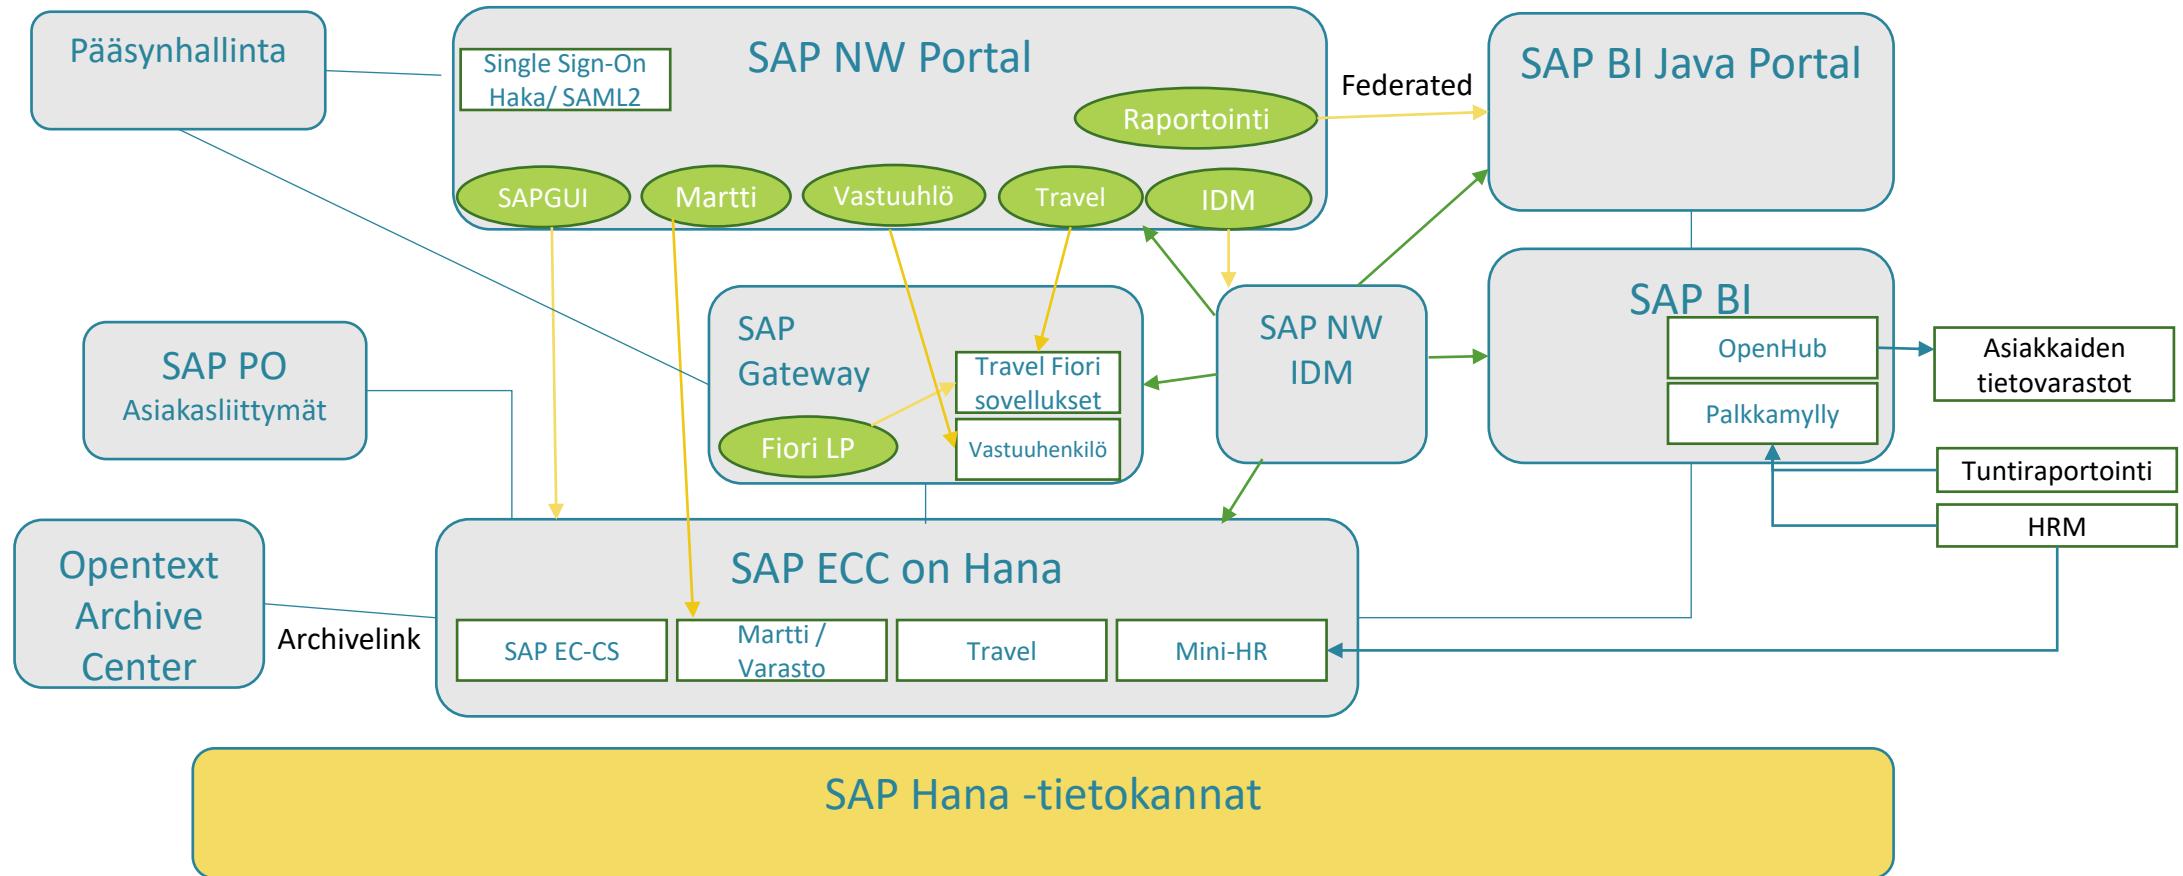 Pääsynhallinta
SAP NW Portal
Single Sign-On
Haka/ SAML2
Raportointi
Federated
SAP BI Java Portal
SAPGUI
Martti
Vastuuhlö
Travel
IDM
SAP
Gateway
Travel Fiori
sovellukset
Fiori LP
Vastuuhenkilö
SAP NW
IDM
SAP BI
OpenHub
Palkkamylly
Asiakkaiden
tietovarastot
Tuntiraportointi
HRM
SAP PO
Asiakasliittymät
Opentext
Archive
Center
Archivelink
SAP ECC on Hana
SAP EC-CS
Martti /
Varasto
Travel
Mini-HR
SAP Hana -tietokannat